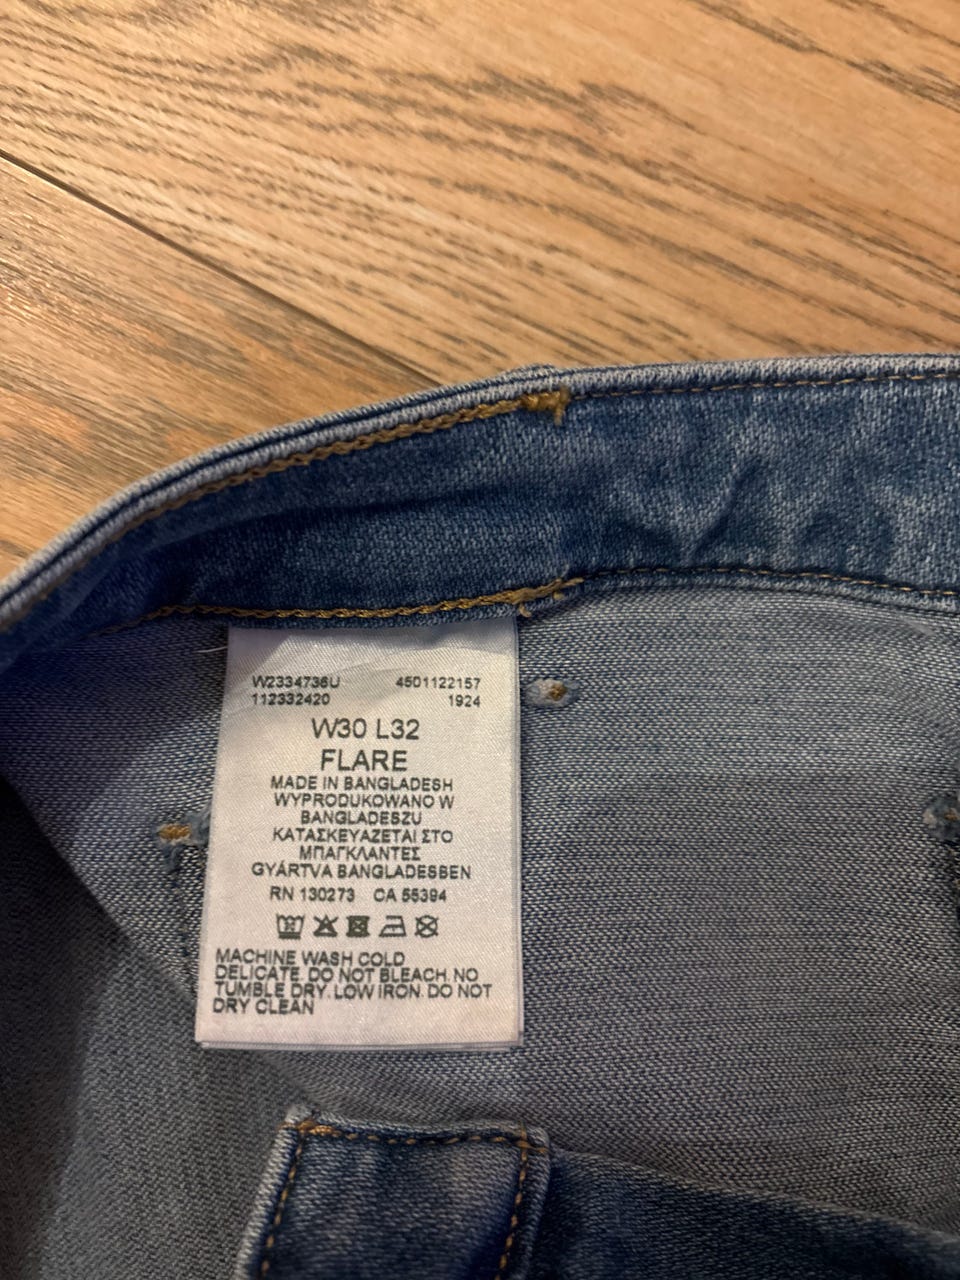 W2334736U 4501122157
112332420 1924
W30 L32
FLARE
MADE IN BANGLADESH
WYPRODUKOWANO W
BANGLADESZU
ΚΑΤΑΣΚΕΥΑΖΕΤΑΙ ΣΤΟ
ΜΠΑΓΚΛΑΝΤΕΣ
GYÁRTVA BANGLADESBEN
RN 130273 CA 55394
MACHINE WASH COLD
DELICATE. DO NOT BLEACH. NO
TUMBLE DRY. LOW IRON. DO NOT
DRY CLEAN